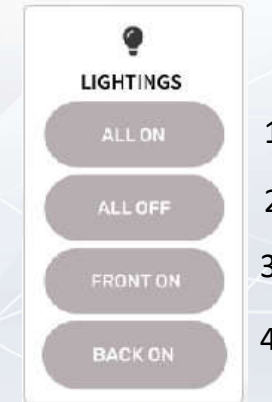 LIGHTINGS
ALL ON 1
ALL OFF 2
FRONT ON 3
BACK ON 4